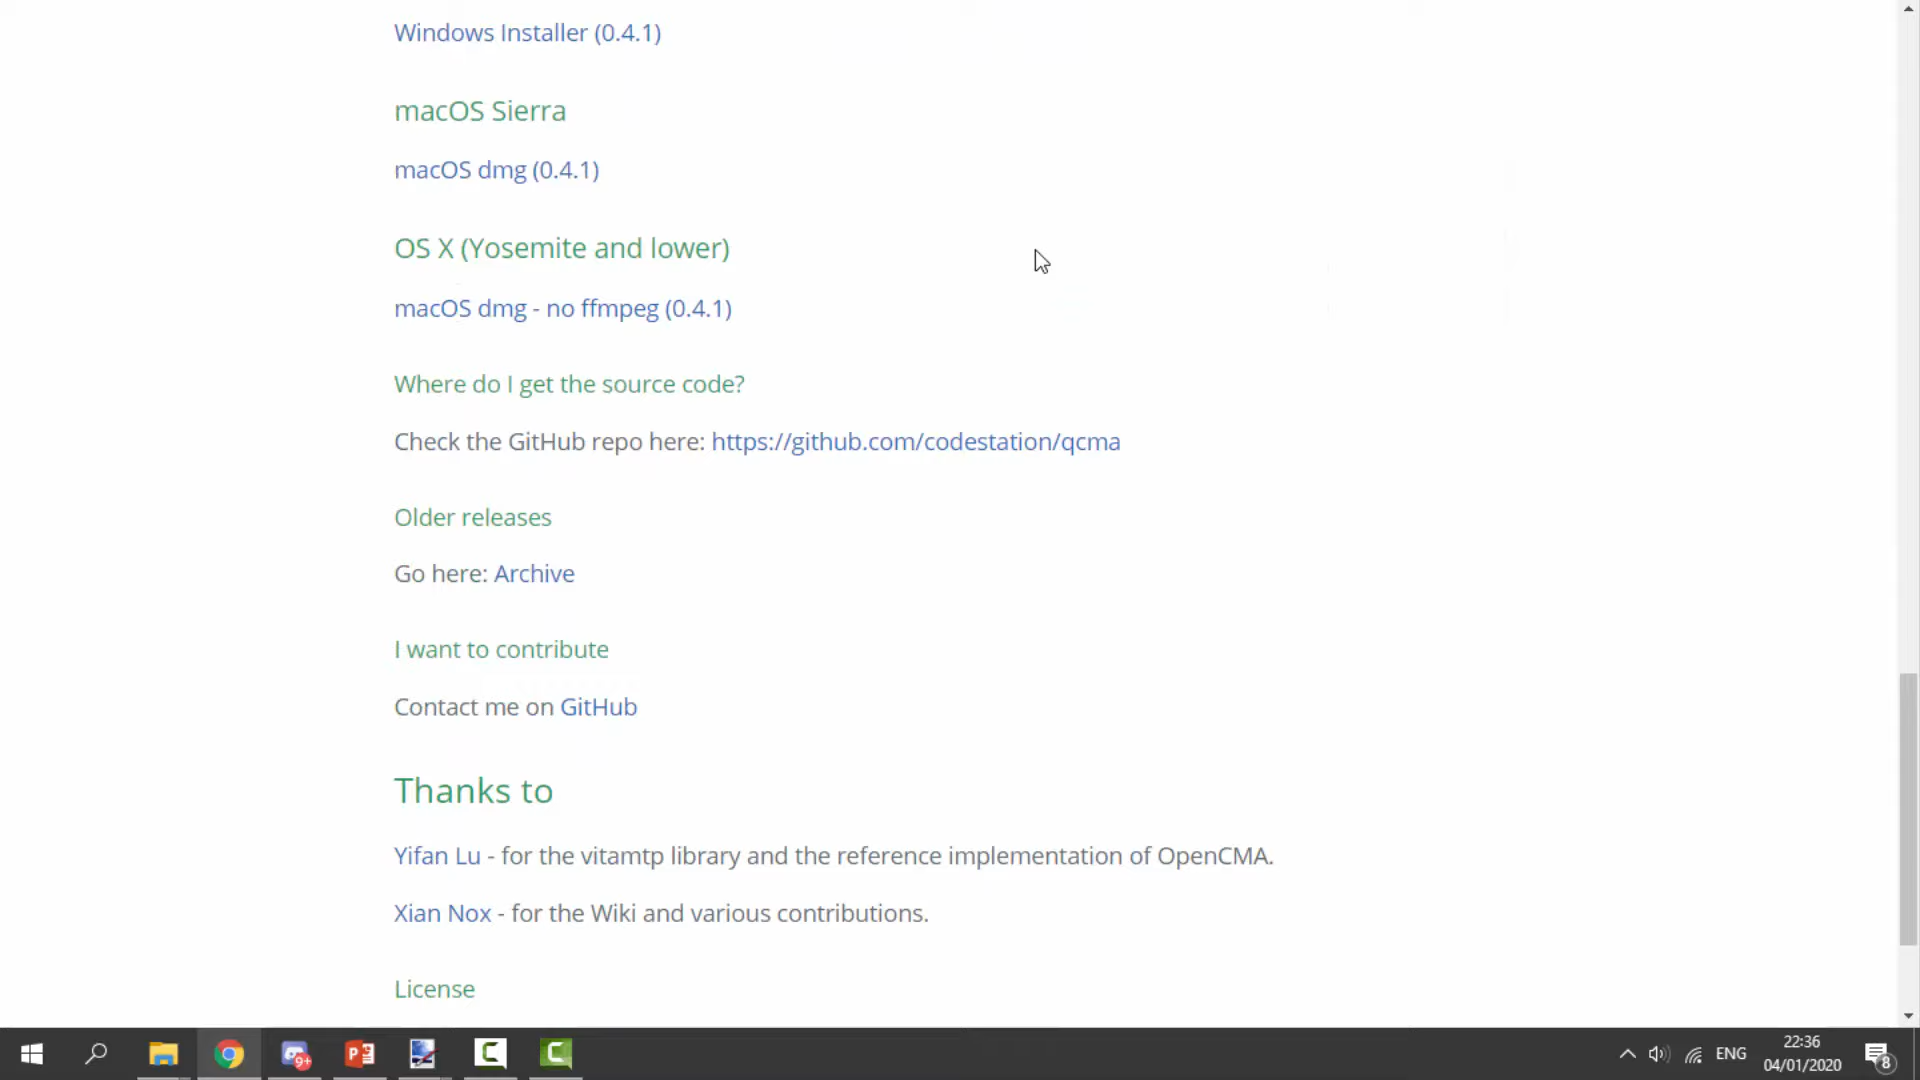 Windows Installer (0.4.1)
macOS Sierra
macOS dmg (0.4.1)
OS X (Yosemite and lower)
macOS dmg - no ffmpeg (0.4.1)
Where do I get the source code?
Check the GitHub repo here: https://github.com/codestation/qcma
Older releases
Go here: Archive
I want to contribute
Contact me on GitHub
Thanks to
Yifan Lu - for the vitamtp library and the reference implementation of OpenCMA.
Xian Nox - for the Wiki and various contributions.
License
9+
P
C
C
ENG
22:36
04/01/2020
8